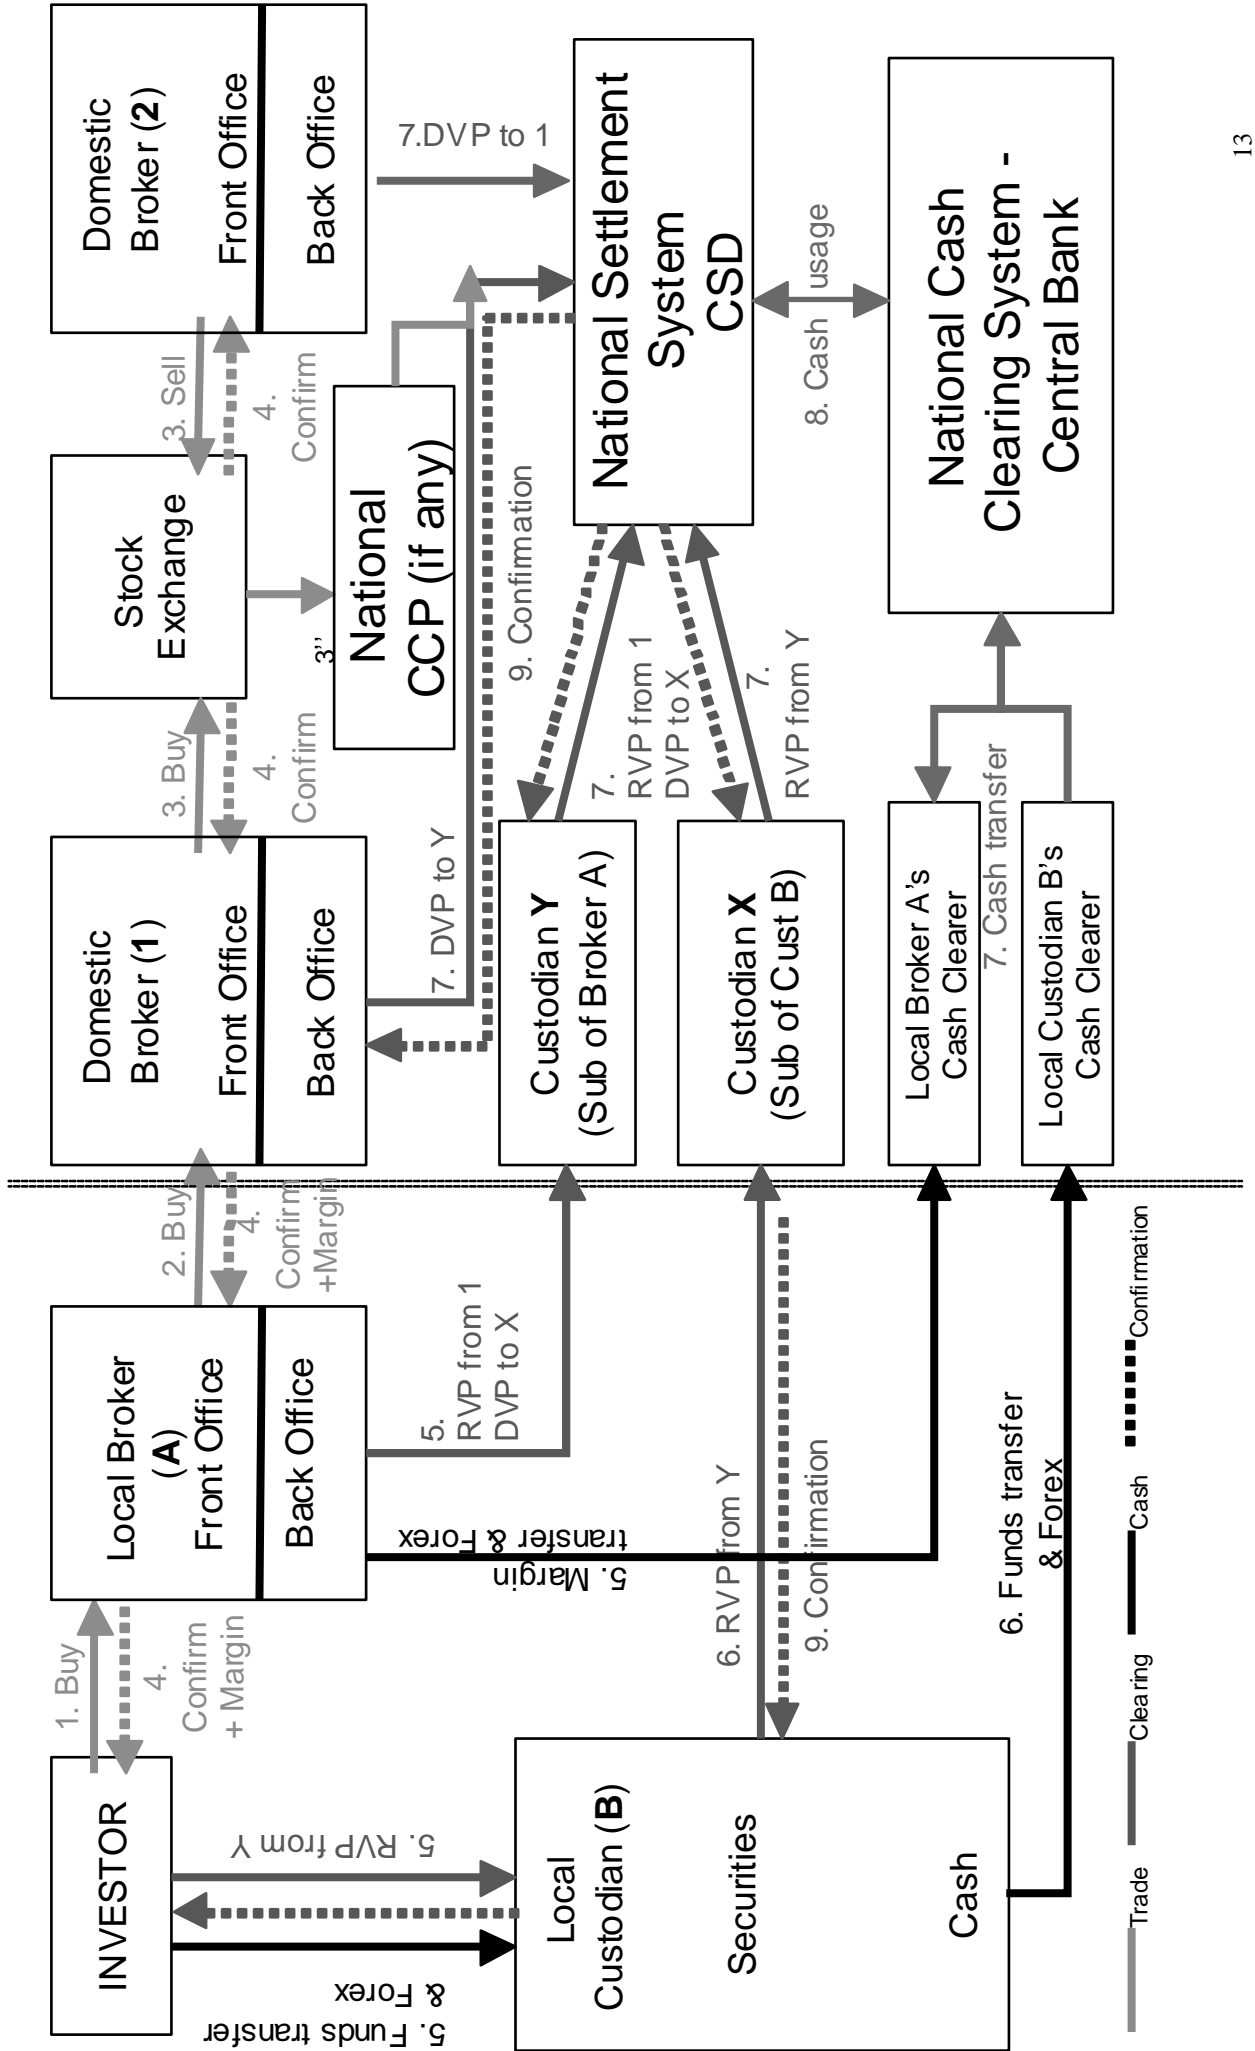 INVESTOR
1. Buy
4.
Confirm
+ Margin
Local Broker
(A)
Front Office
Back Office
2. Buy
4.
Confirm
+Margin
Domestic
Broker (1)
Front Office
Back Office
3. Buy
4.
Confirm
Stock
Exchange
3. Sell
4.
Confirm
Domestic
Broker (2)
Front Office
Back Office
3’’
National
CCP (if any)
5. Funds transfer
& Forex
5. RVP from Y
5. Margin
transfer & Forex
5.
RVP from 1
DVP to X
7. DVP to Y
9. Confirmation
7.DVP to 1
Local
Custodian (B)
Securities
Cash
6. RVP from Y
9. Confirmation
Custodian Y
(Sub of Broker A)
7.
RVP from 1
DVP to X
Custodian X
(Sub of Cust B)
7.
RVP from Y
National Settlement
System
CSD
8. Cash usage
6. Funds transfer
& Forex
Local Broker A’s
Cash Clearer
7. Cash transfer
Local Custodian B’s
Cash Clearer
National Cash
Clearing System -
Central Bank
Trade
Clearing
Cash
Confirmation
13